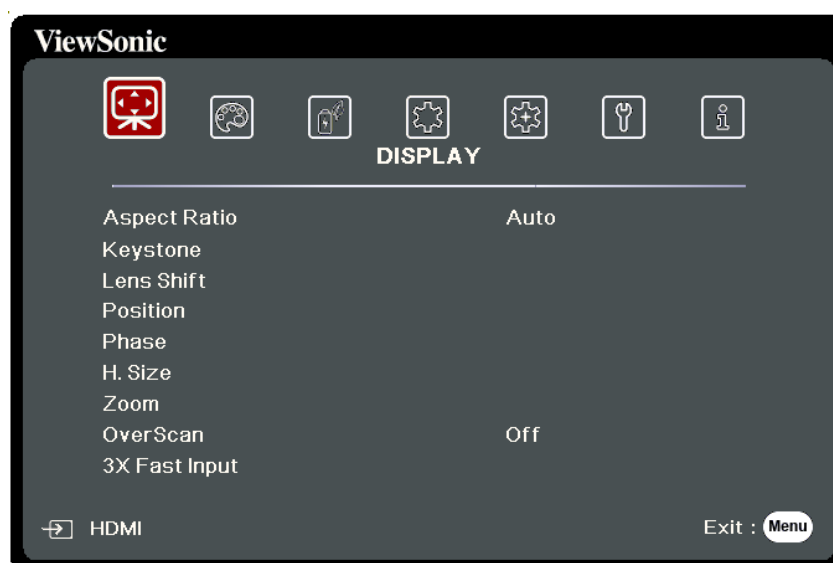 ViewSonic
DISPLAY
Aspect Ratio Auto
Keystone
Lens Shift
Position
Phase
H. Size
Zoom
OverScan Off
3X Fast Input
HDMI Exit : Menu